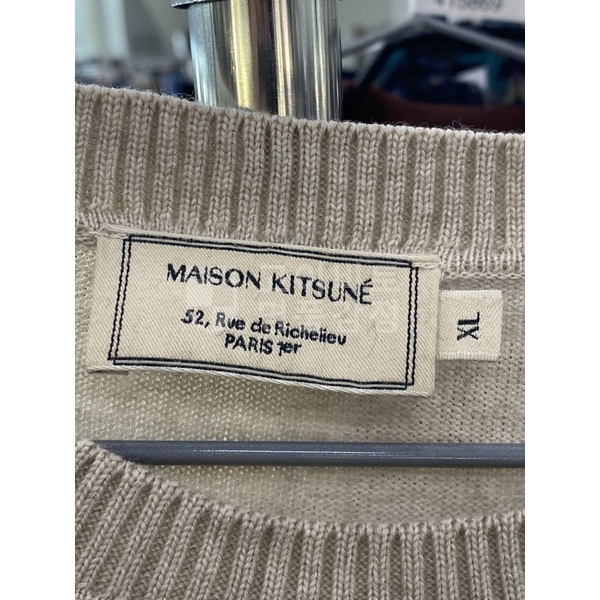 MAISON KITSUNÉ
52, Rue de Richelieu
PARIS 1er
XL